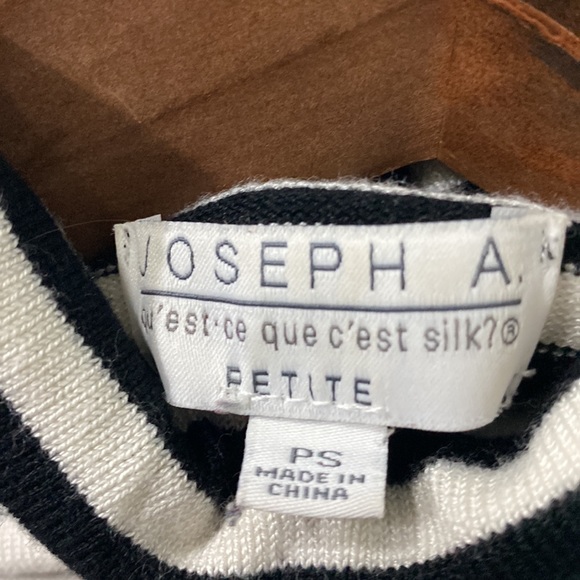 JOSEPH A.
qu'est-ce que c'est silk?®
PETITE
PS
MADE IN
CHINA